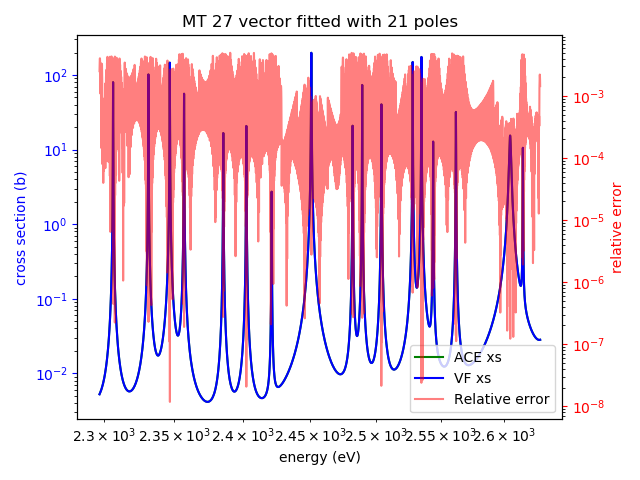 MT 27 vector fitted with 21 poles
10²
10¹
10⁰
10⁻¹
10⁻²
cross section (b)
10⁻³
10⁻⁴
10⁻⁵
10⁻⁶
10⁻⁷
10⁻⁸
relative error
ACE xs
VF xs
Relative error
2.3 × 10³ 2.35 × 10³ 2.4 × 10³ 2.45 × 10³ 2.5 × 10³ 2.55 × 10³ 2.6 × 10³
energy (eV)